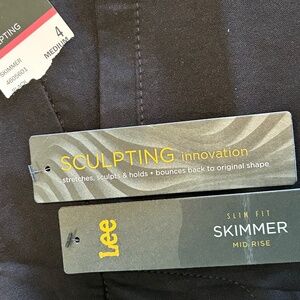 SKIMMER
4605601
4
MEDIUM
SCULPTING innovation
stretches, sculpts & holds • bounces back to original shape
Lee
SLIM FIT
SKIMMER
MID RISE